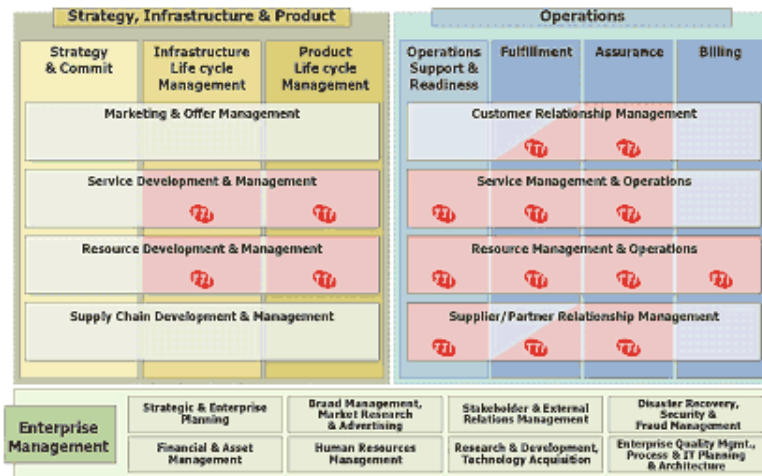 Strategy, Infrastructure & Product
Operations
Strategy
& Commit
Infrastructure
Life cycle
Management
Product
Life cycle
Management
Operations
Support &
Readiness
Fulfillment
Assurance
Billing
Marketing & Offer Management
Customer Relationship Management
Service Development & Management
Service Management & Operations
Resource Development & Management
Resource Management & Operations
Supply Chain Development & Management
Supplier/Partner Relationship Management
Enterprise
Management
Strategic & Enterprise
Planning
Brand Management,
Market Research
& Advertising
Stakeholder & External
Relations Management
Disaster Recovery,
Security &
Fraud Management
Financial & Asset
Management
Human Resources
Management
Research & Development,
Technology Acquisition
Enterprise Quality Mgmt.,
Process & IT Planning
& Architecture